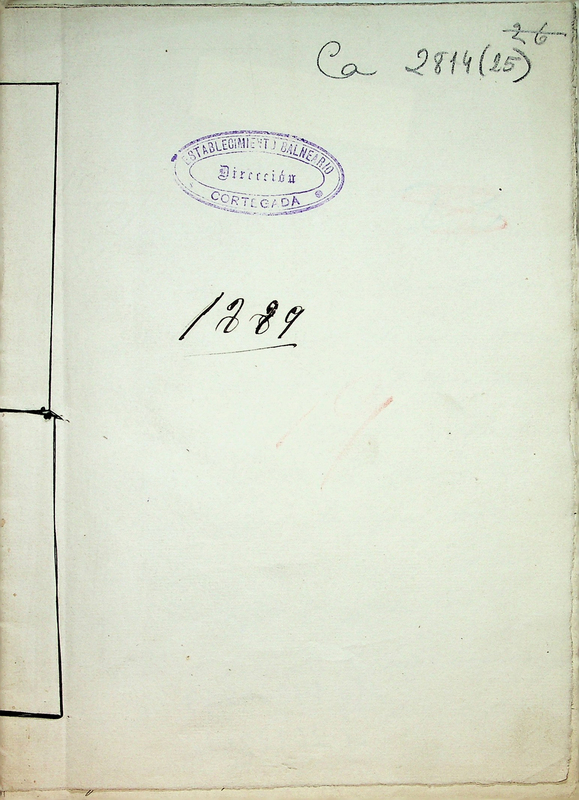 26
Ca 2814(25)
ESTABLECIMIENTO BALNEARIO
Dirección
CORTEGADA
1889